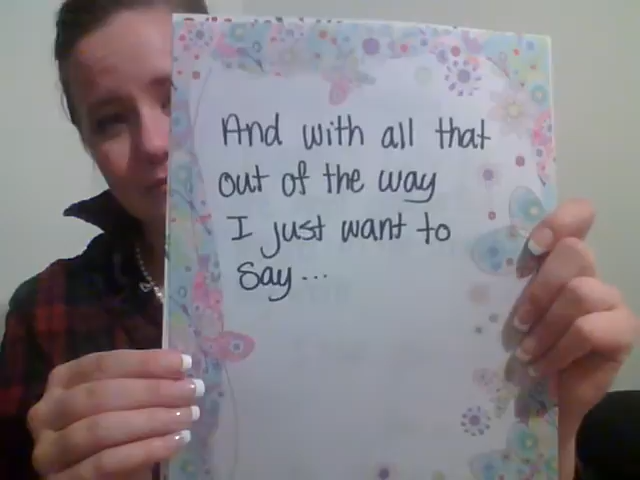 And with all that
out of the way
I just want to
say...